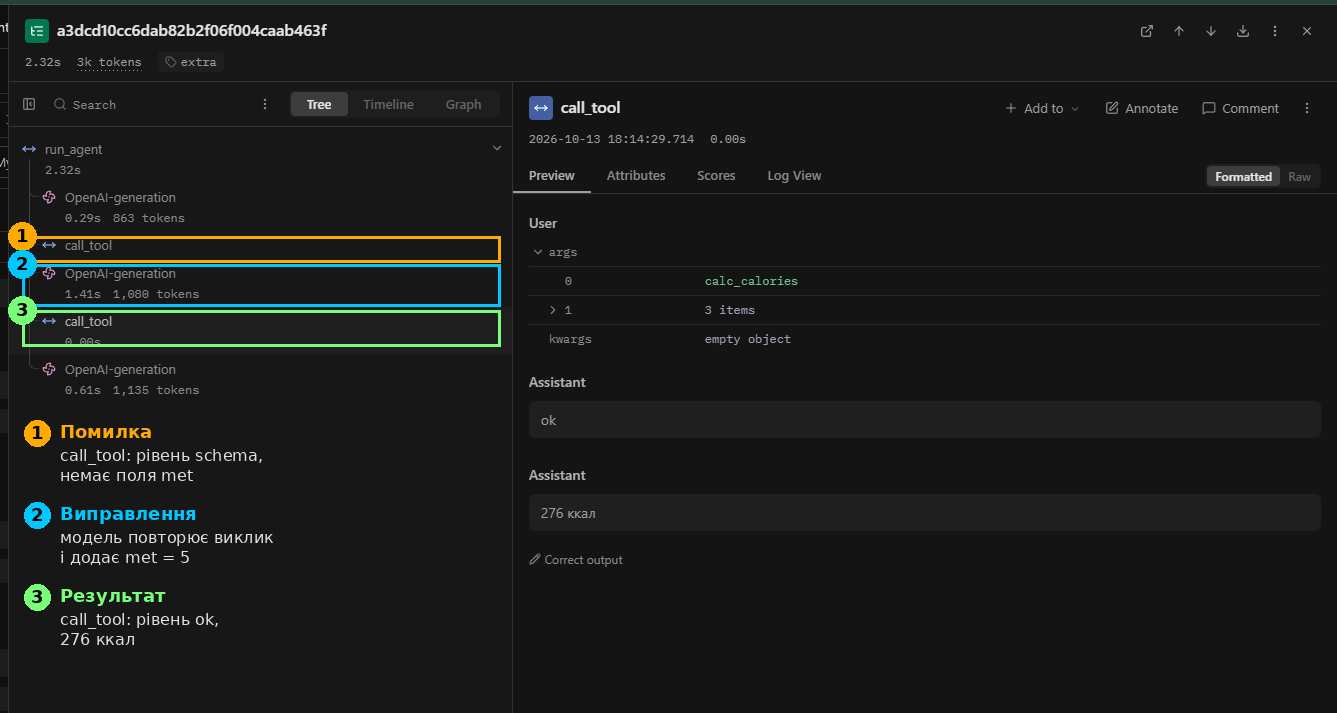 nt
a3dcd10cc6dab82b2f06f004caab463f
2.32s 3k tokens extra
Search
Tree Timeline Graph
My
run_agent
2.32s
OpenAI-generation
0.29s 863 tokens
1 call_tool
2 OpenAI-generation
1.41s 1,080 tokens
3 call_tool
0.00s
OpenAI-generation
0.61s 1,135 tokens
1 Помилка
call_tool: рівень schema,
немає поля met
2 Виправлення
модель повторює виклик
і додає met = 5
3 Результат
call_tool: рівень ok,
276 ккал
call_tool
Add to Annotate Comment
2026-10-13 18:14:29.714 0.00s
Preview Attributes Scores Log View
Formatted Raw
User
args
0 calc_calories
1 3 items
kwargs empty object
Assistant
ok
Assistant
276 ккал
Correct output